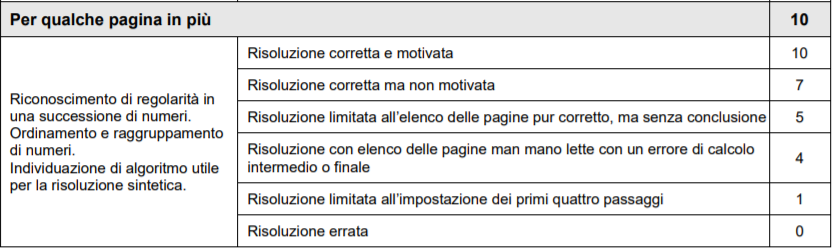 Per qualche pagina in più 10
Riconoscimento di regolarità in
una successione di numeri.
Ordinamento e raggruppamento
di numeri.
Individuazione di algoritmo utile
per la risoluzione sintetica.
Risoluzione corretta e motivata 10
Risoluzione corretta ma non motivata 7
Risoluzione limitata all'elenco delle pagine pur corretto, ma senza conclusione 5
Risoluzione con elenco delle pagine man mano lette con un errore di calcolo
intermedio o finale 4
Risoluzione limitata all'impostazione dei primi quattro passaggi 1
Risoluzione errata 0